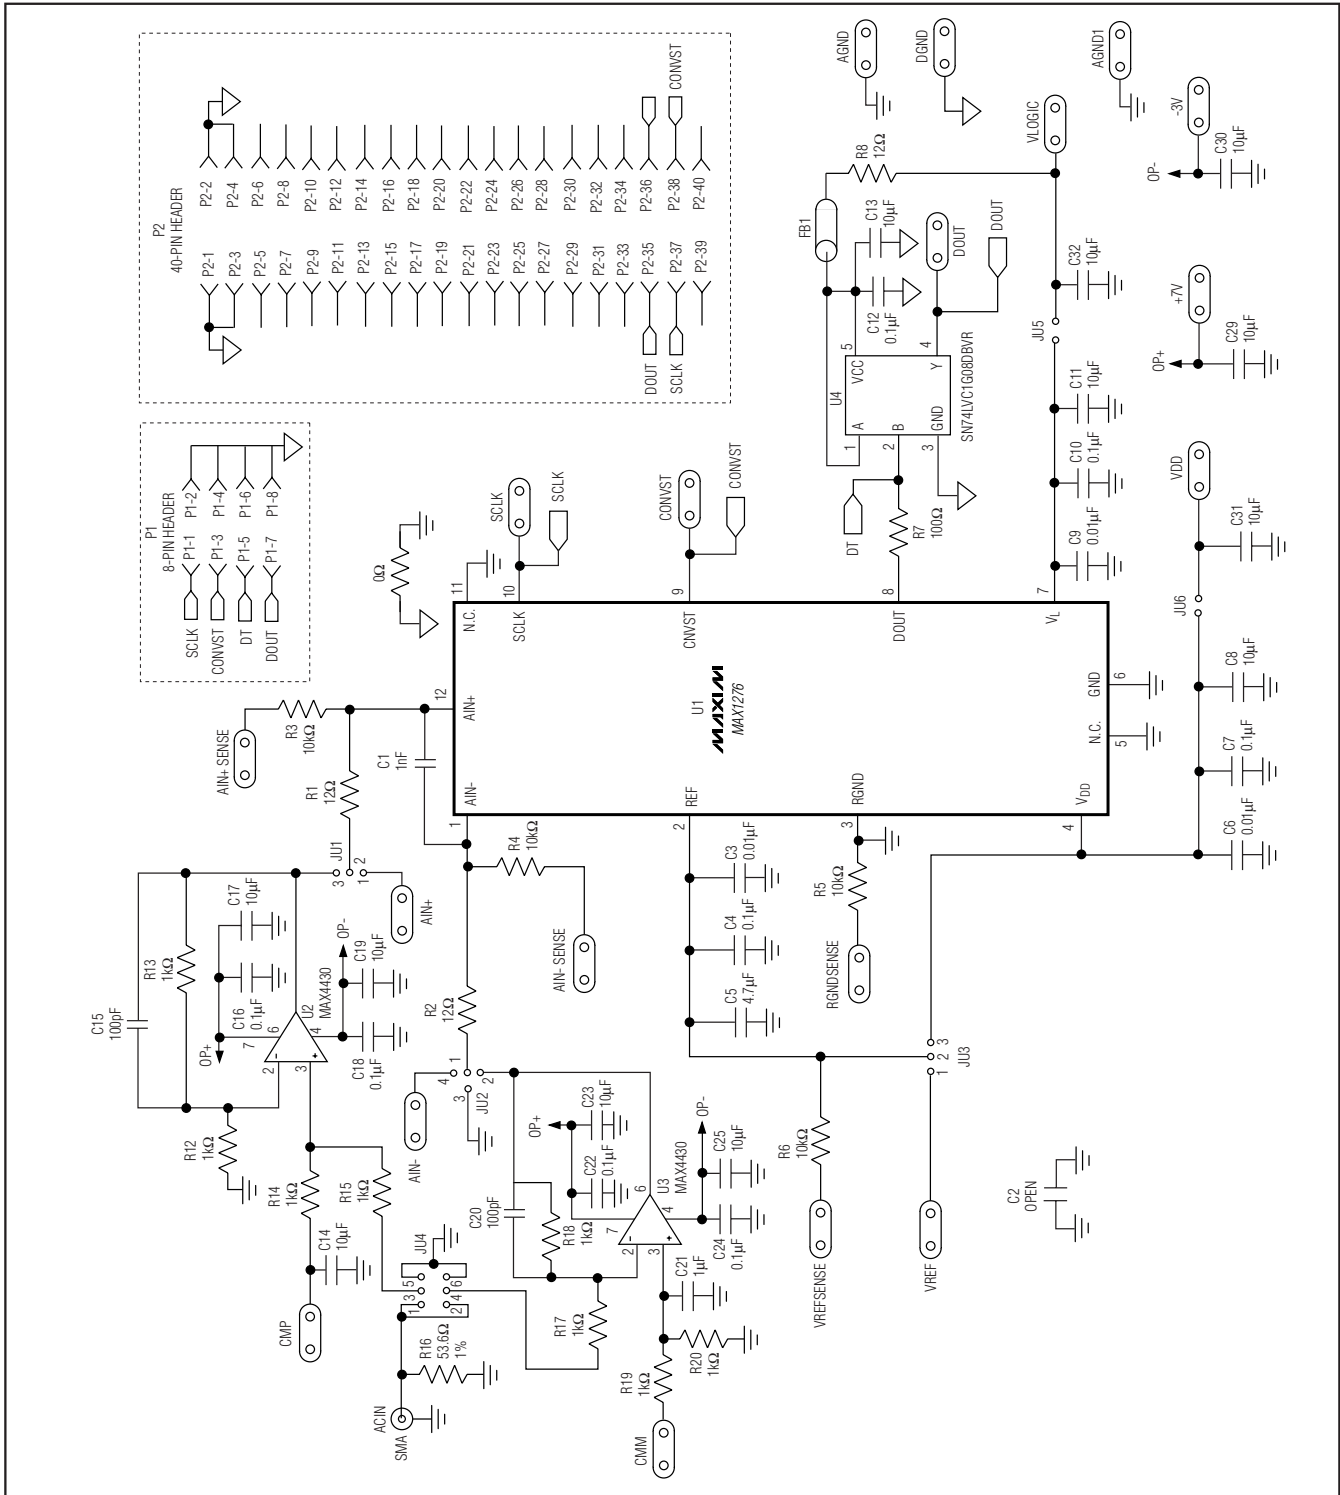 P2
40-PIN HEADER
P2-1 P2-2
P2-3 P2-4
P2-5 P2-6
P2-7 P2-8
P2-9 P2-10
P2-11 P2-12
P2-13 P2-14
P2-15 P2-16
P2-17 P2-18
P2-19 P2-20
P2-21 P2-22
P2-23 P2-24
P2-25 P2-26
P2-27 P2-28
P2-29 P2-30
P2-31 P2-32
P2-33 P2-34
DOUT P2-35 P2-36
SCLK P2-37 P2-38 CONVST
P2-39 P2-40
P1
8-PIN HEADER
SCLK P1-1 P1-2
CONVST P1-3 P1-4
DT P1-5 P1-6
DOUT P1-7 P1-8
AGND
DGND
AGND1
VLOGIC
-3V
OP-
C30
10µF
+7V
OP+
C29
10µF
R8
12Ω
FB1
C13
10µF
C12
0.1µF
DOUT
DOUT
U4
VCC
5
A
1
B
2
GND
3
Y
4
SN74LVC1G08DBVR
DT
R7
100Ω
C32
10µF
JU5
C11
10µF
C10
0.1µF
C9
0.01µF
VDD
C31
10µF
JU6
C8
10µF
C7
0.1µF
C6
0.01µF
0Ω
SCLK
SCLK
CONVST
CONVST
N.C.
11
SCLK
10
CNVST
9
DOUT
8
VL
7
AIN+
12
AIN-
1
REF
2
RGND
3
VDD
4
N.C.
5
GND
6
U1
MAXIM
MAX1276
AIN+ SENSE
R3
10kΩ
R1
12Ω
C1
1nF
JU1
3
2
1
AIN+
R4
10kΩ
AIN- SENSE
R2
12Ω
C15
100pF
R13
1kΩ
C17
10µF
C16
0.1µF
OP+
U2
MAX4430
2
-
3
+
7
6
4
OP-
C19
10µF
C18
0.1µF
R12
1kΩ
R14
1kΩ
R15
1kΩ
C14
10µF
CMP
AIN-
4
1
3
2
JU2
JU4
5
3
1
6
4
2
R16
53.6Ω
1%
ACIN
SMA
C20
100pF
R18
1kΩ
R17
1kΩ
OP+
C23
10µF
C22
0.1µF
U3
MAX4430
2
-
3
+
7
6
4
OP-
C25
10µF
C24
0.1µF
C21
1µF
R20
1kΩ
R19
1kΩ
CMM
C3
0.01µF
C4
0.1µF
C5
4.7µF
R5
10kΩ
RGNDSENSE
JU3
1
2
3
R6
10kΩ
VREFSENSE
VREF
C2
OPEN